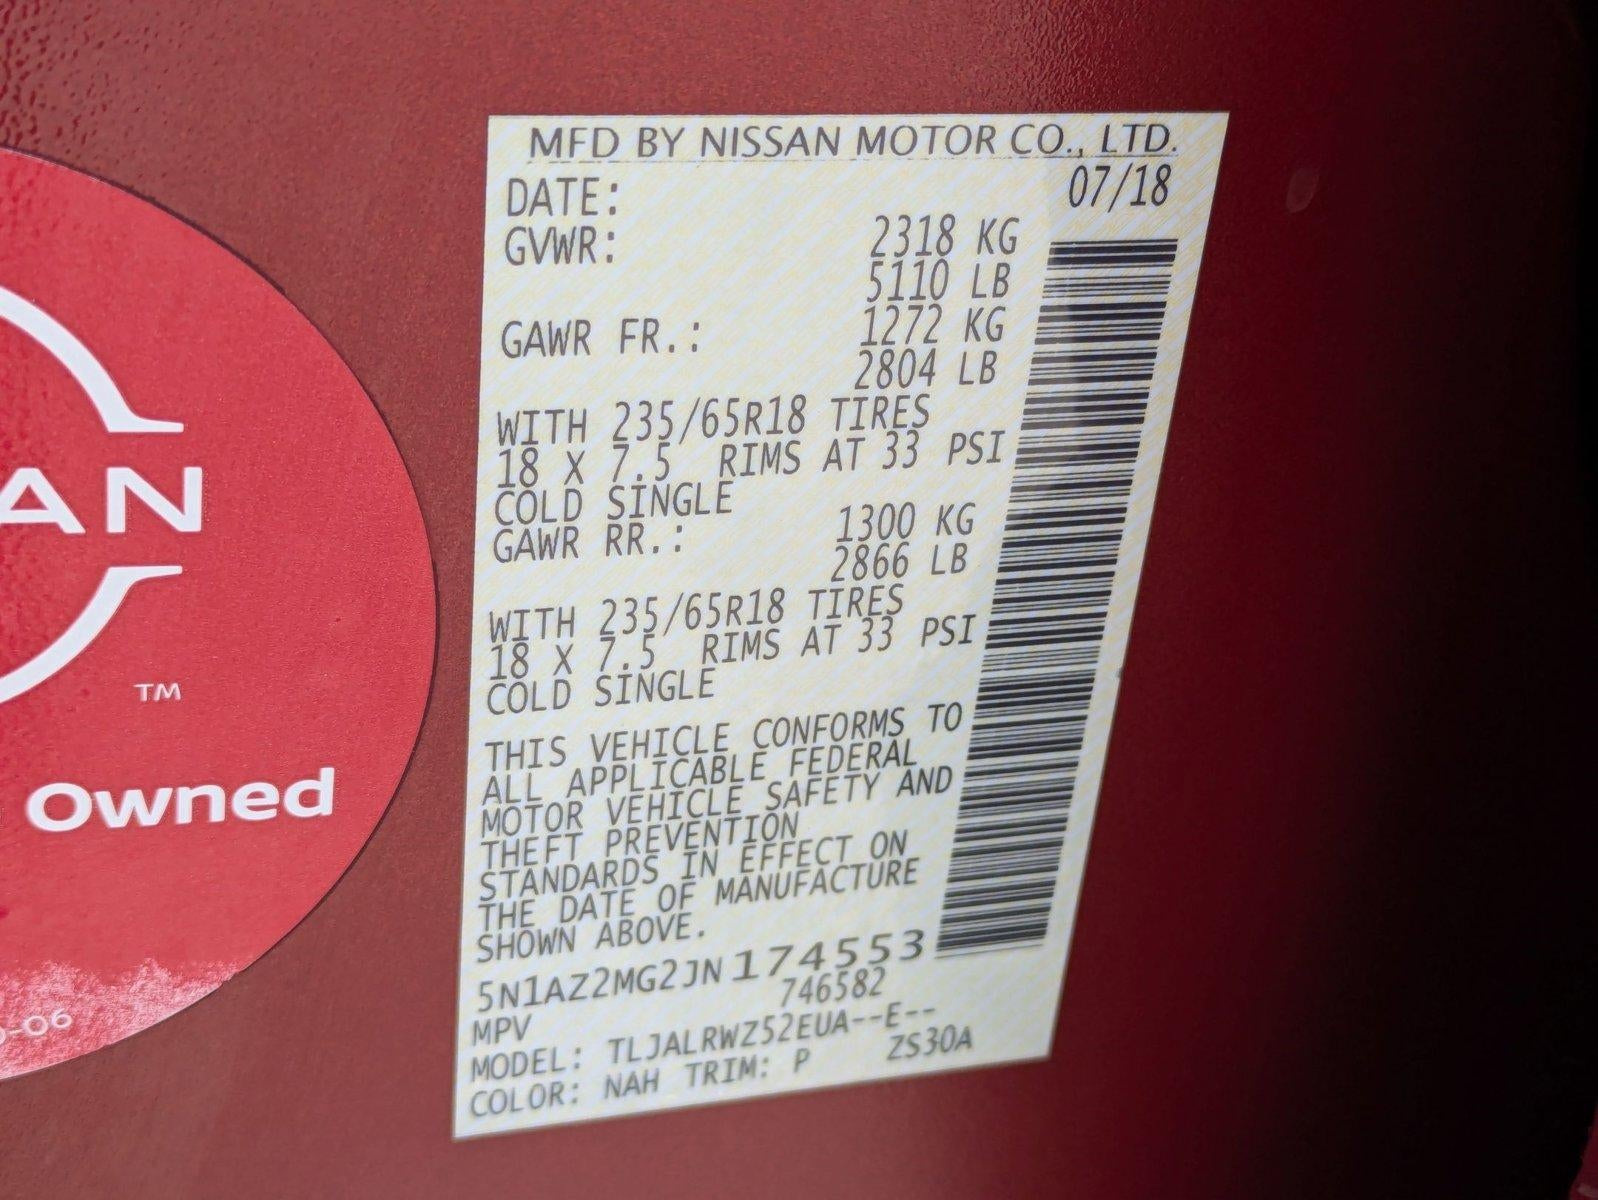 MFD BY NISSAN MOTOR CO., LTD.
DATE: 07/18
GVWR: 2318 KG
5110 LB
GAWR FR.: 1272 KG
2804 LB
WITH 235/65R18 TIRES
18 X 7.5 RIMS AT 33 PSI
COLD SINGLE
GAWR RR.: 1300 KG
2866 LB
WITH 235/65R18 TIRES
18 X 7.5 RIMS AT 33 PSI
COLD SINGLE
THIS VEHICLE CONFORMS TO
ALL APPLICABLE FEDERAL
MOTOR VEHICLE SAFETY AND
THEFT PREVENTION
STANDARDS IN EFFECT ON
THE DATE OF MANUFACTURE
SHOWN ABOVE.
5N1AZ2MG2JN174553
MPV 746582
MODEL: TLJALRWZ52EUA--E--
COLOR: NAH TRIM: P ZS30A
AN
TM
Owned
-06